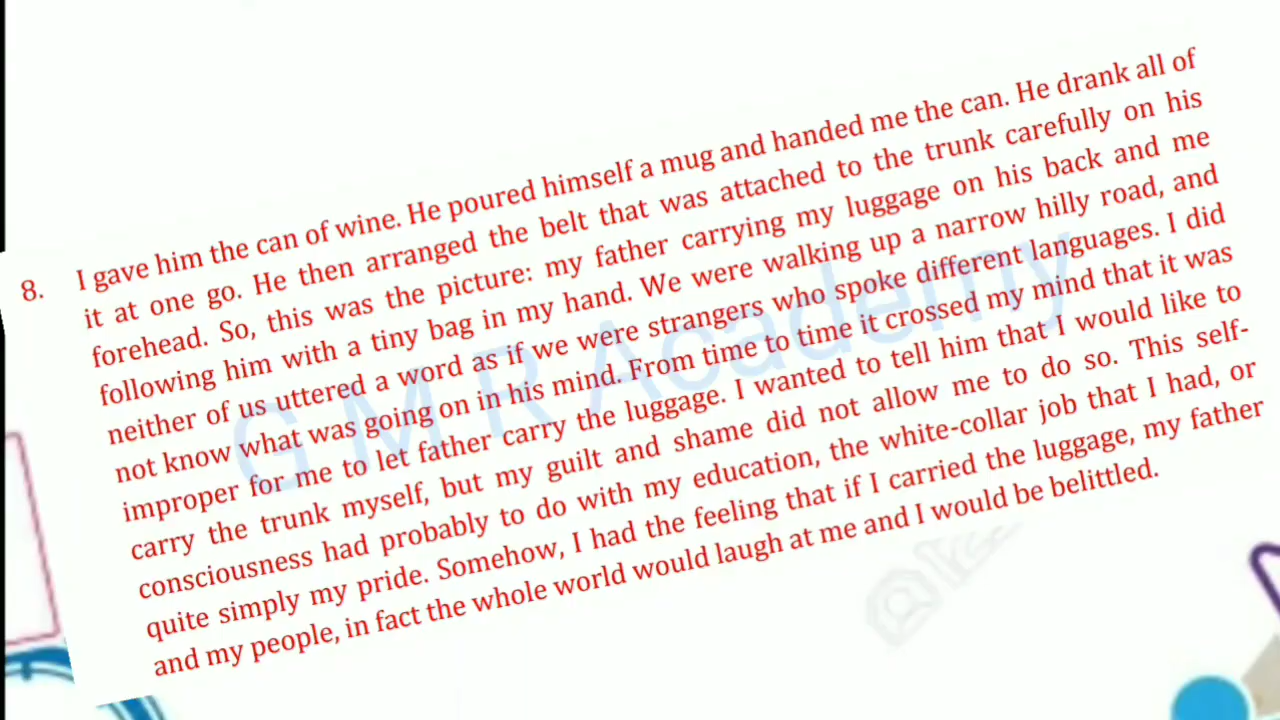 8. I gave him the can of wine. He poured himself a mug and handed me the can. He drank all of
it at one go. He then arranged the belt that was attached to the trunk carefully on his
forehead. So, this was the picture: my father carrying my luggage on his back and me
following him with a tiny bag in my hand. We were walking up a narrow hilly road, and
neither of us uttered a word as if we were strangers who spoke different languages. I did
not know what was going on in his mind. From time to time it crossed my mind that it was
improper for me to let father carry the luggage. I wanted to tell him that I would like to
carry the trunk myself, but my guilt and shame did not allow me to do so. This self-
consciousness had probably to do with my education, the white-collar job that I had, or
quite simply my pride. Somehow, I had the feeling that if I carried the luggage, my father
and my people, in fact the whole world would laugh at me and I would be belittled.
G M R Academy